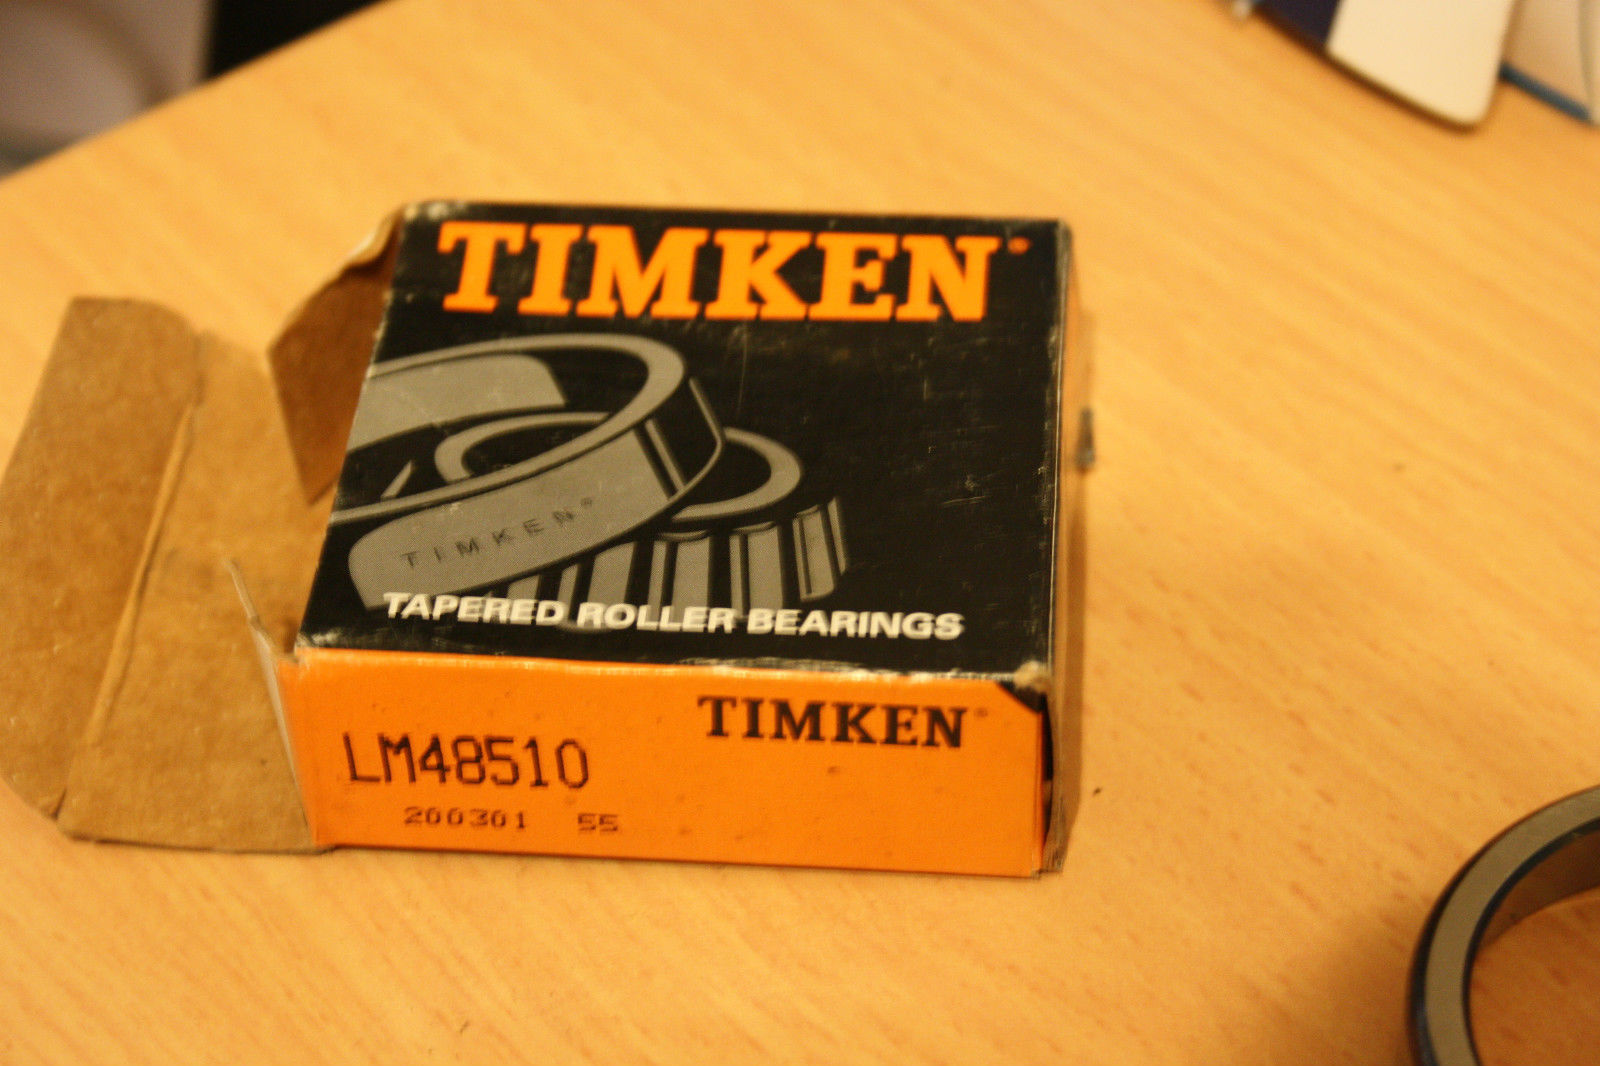 TIMKEN®
TIMKEN®
TAPERED ROLLER BEARINGS
TIMKEN®
LM48510
200301 55